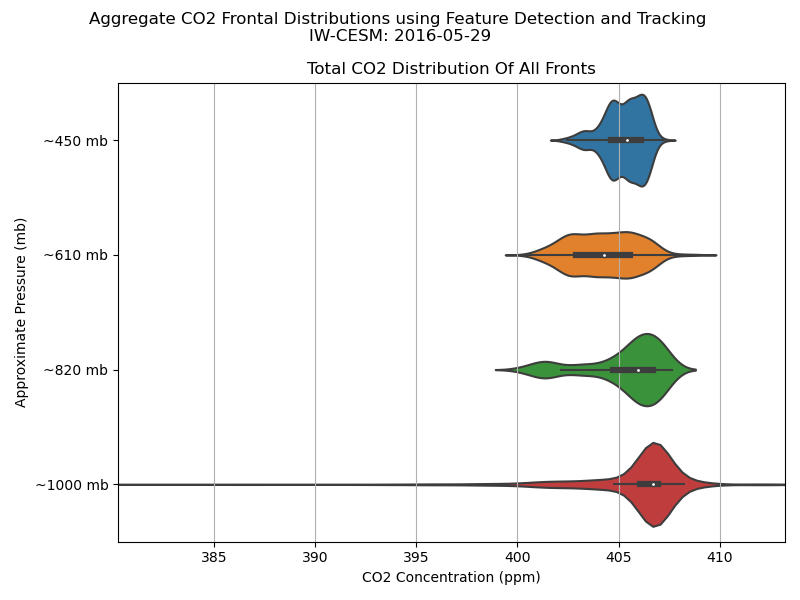 Aggregate CO2 Frontal Distributions using Feature Detection and Tracking
IW-CESM: 2016-05-29
Total CO2 Distribution Of All Fronts
~450 mb
~610 mb
~820 mb
~1000 mb
Approximate Pressure (mb)
385 390 395 400 405 410
CO2 Concentration (ppm)